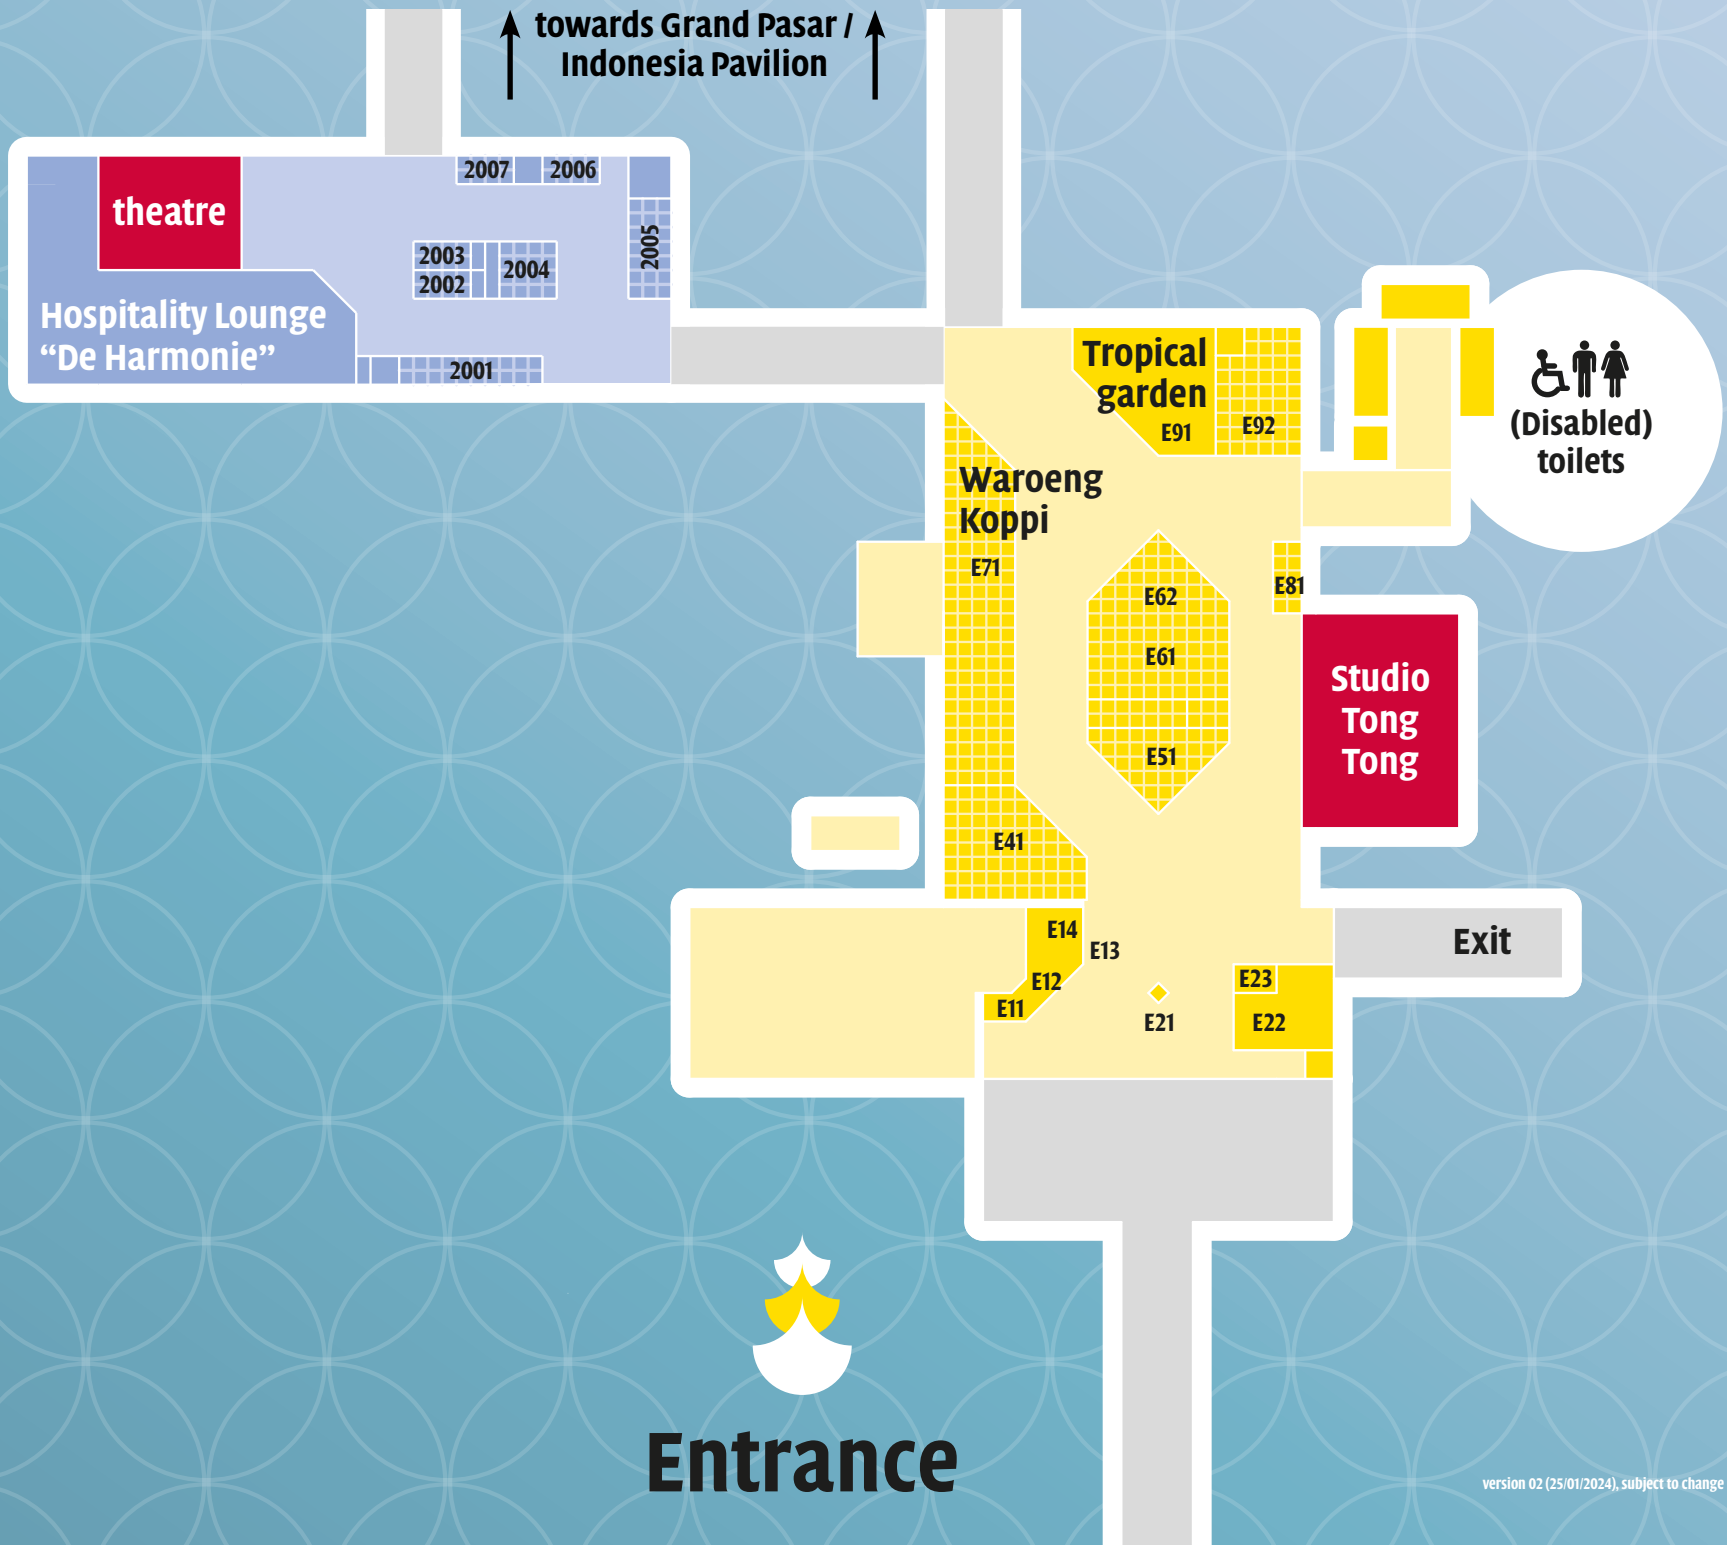 towards Grand Pasar /
Indonesia Pavilion
2007
2006
theatre
2005
2003
2002
2004
Hospitality Lounge
“De Harmonie”
2001
Tropical
garden
E91
E92
(Disabled)
toilets
Waroeng
Koppi
E71
E62
E81
E61
E51
Studio
Tong
Tong
E41
E14
E13
E12
E11
E21
E23
E22
Exit
Entrance
version 02 (25/01/2024), subject to change